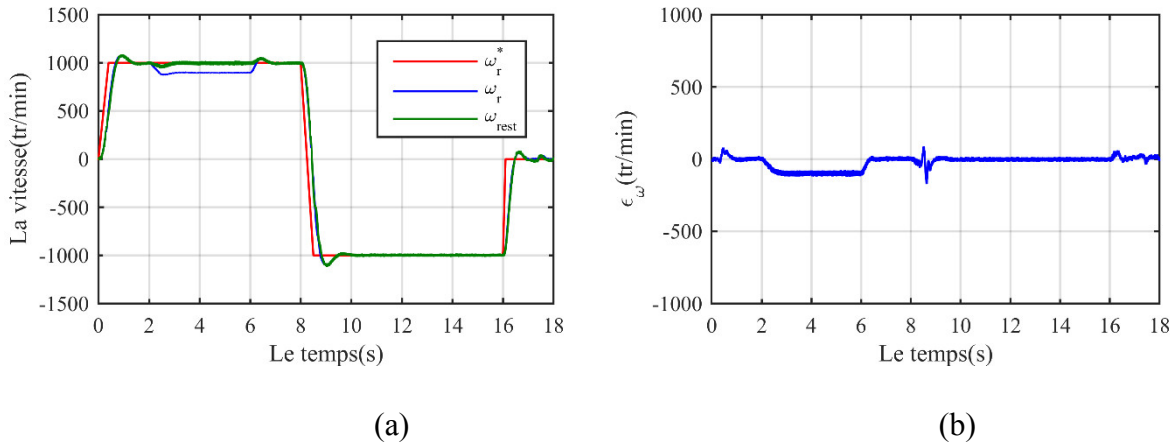 La vitesse(tr/min)
1500
1000
500
0
-500
-1000
-1500
ω*r
ωr
ωrest
0 2 4 6 8 10 12 14 16 18
Le temps(s)
(a)
ϵω(tr/min)
1000
500
0
-500
-1000
0 2 4 6 8 10 12 14 16 18
Le temps(s)
(b)